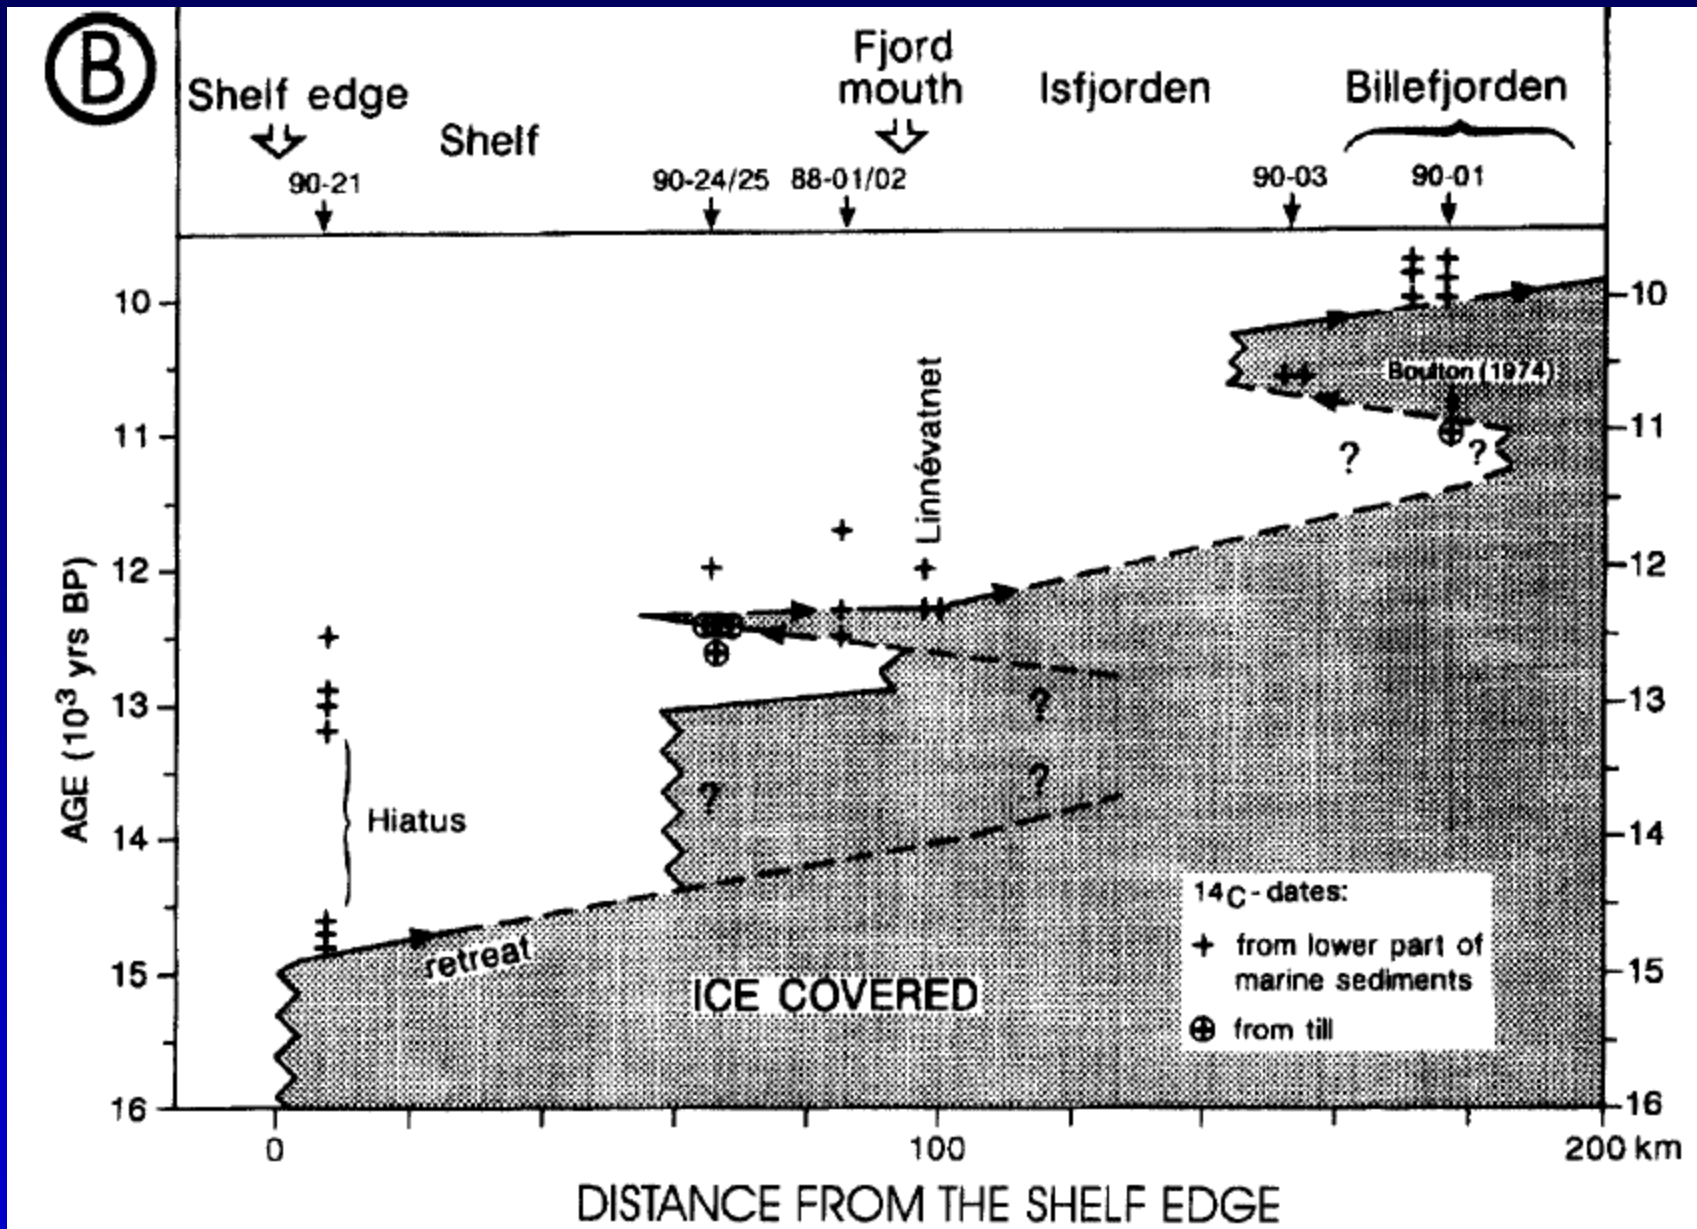 B
Shelf edge
Shelf
Fjord
mouth
Isfjorden
Billefjorden
90-21
90-24/25
88-01/02
90-03
90-01
10
11
12
13
14
15
16
AGE (10³ yrs BP)
10
11
12
13
14
15
16
Linnévatnet
Boulton (1974)
?
?
?
?
?
Hiatus
retreat
ICE COVERED
14C-dates:
+ from lower part of
marine sediments
⊕ from till
0
100
200 km
DISTANCE FROM THE SHELF EDGE